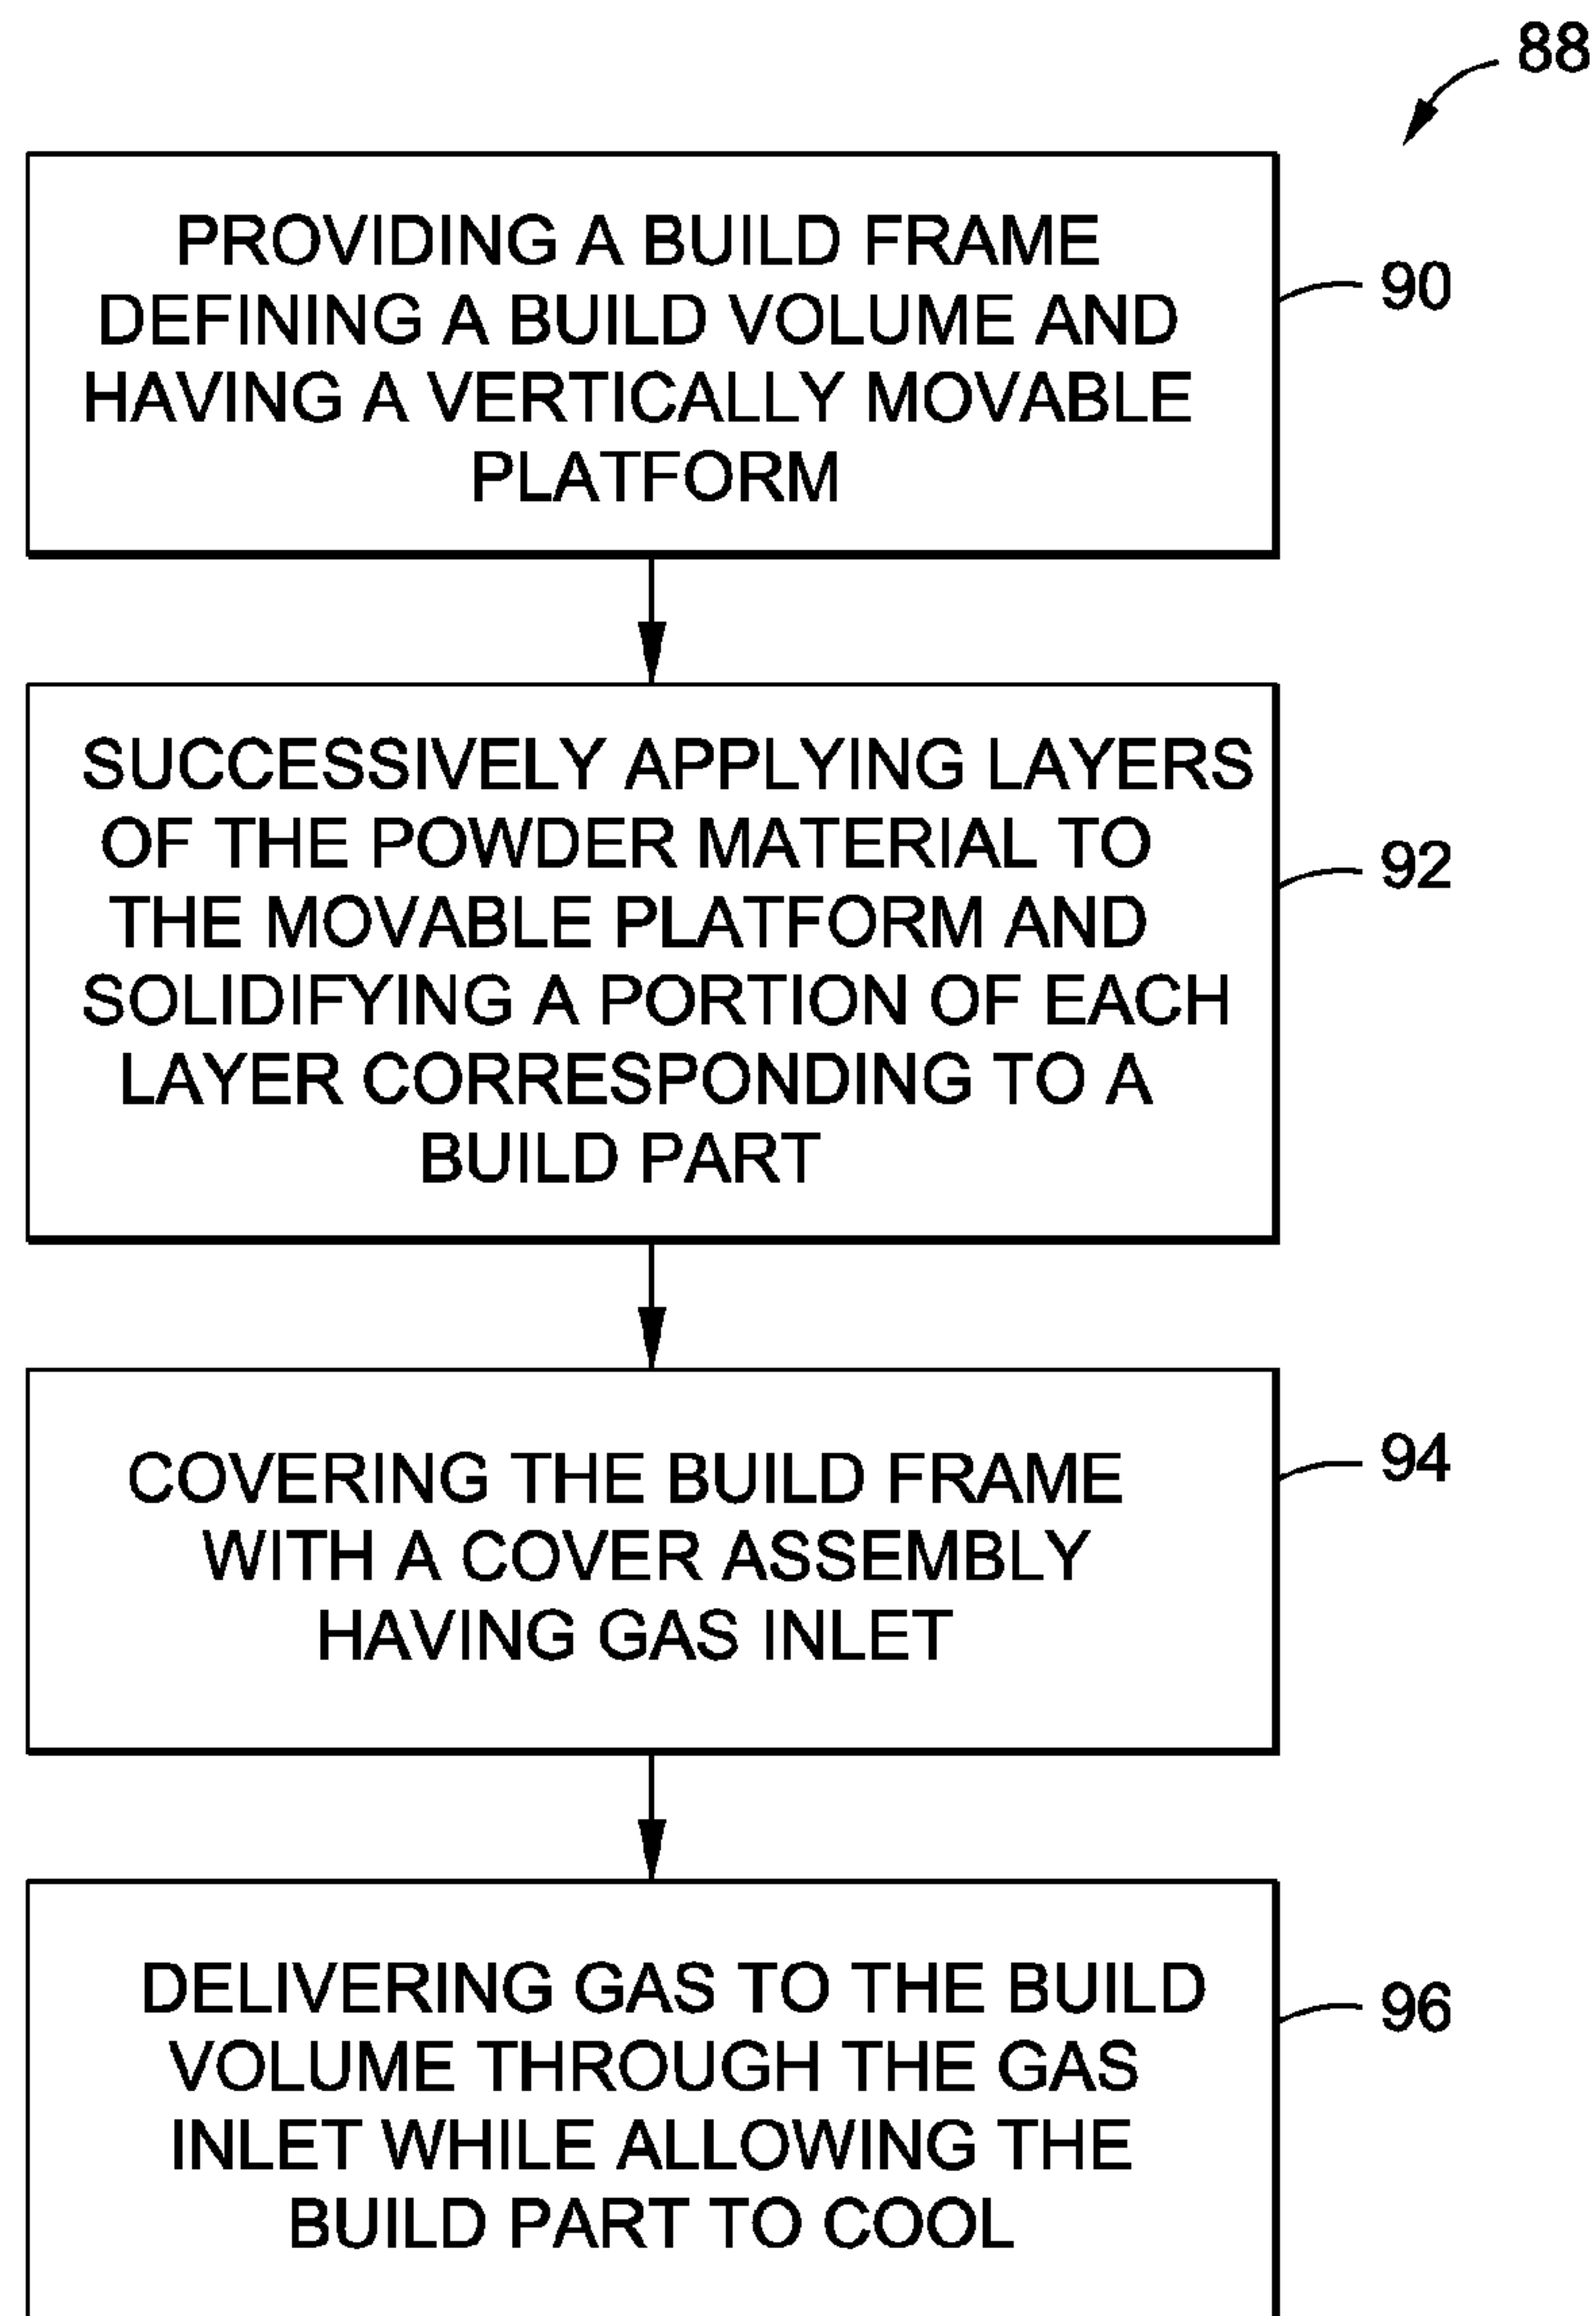 88
PROVIDING A BUILD FRAME
DEFINING A BUILD VOLUME AND
HAVING A VERTICALLY MOVABLE
PLATFORM
90
SUCCESSIVELY APPLYING LAYERS
OF THE POWDER MATERIAL TO
THE MOVABLE PLATFORM AND
SOLIDIFYING A PORTION OF EACH
LAYER CORRESPONDING TO A
BUILD PART
92
COVERING THE BUILD FRAME
WITH A COVER ASSEMBLY
HAVING GAS INLET
94
DELIVERING GAS TO THE BUILD
VOLUME THROUGH THE GAS
INLET WHILE ALLOWING THE
BUILD PART TO COOL
96